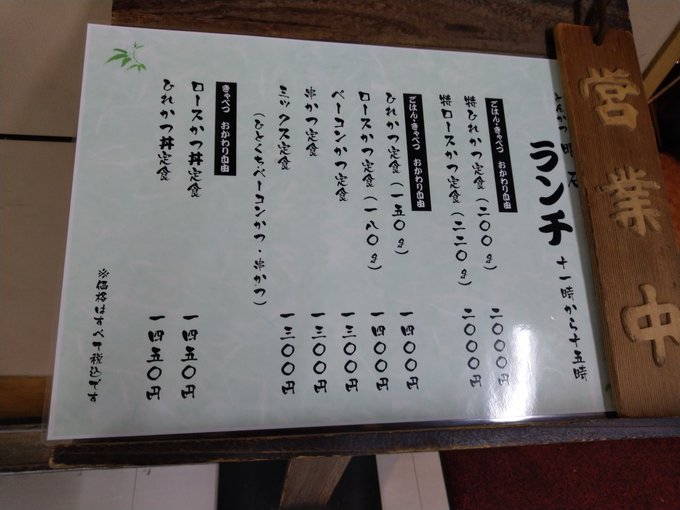 営業中
とんかつ 明石
ランチ 十一時から十五時
ごはん・きゃべつ おかわり自由
特ひれかつ定食(二〇〇g) 二〇〇〇円
特ロースかつ定食(二二〇g) 二〇〇〇円
ごはん・きゃべつ おかわり自由
ひれかつ定食(一五〇g) 一四〇〇円
ロースかつ定食(一八〇g) 一四〇〇円
ベーコンかつ定食 一三〇〇円
串かつ定食 一三〇〇円
ミックス定食 一三〇〇円
(ひとくちベーコンかつ・串かつ)
きゃべつ おかわり自由
ロースかつ丼定食 一四五〇円
ひれかつ丼定食 一四五〇円
※価格はすべて税込です